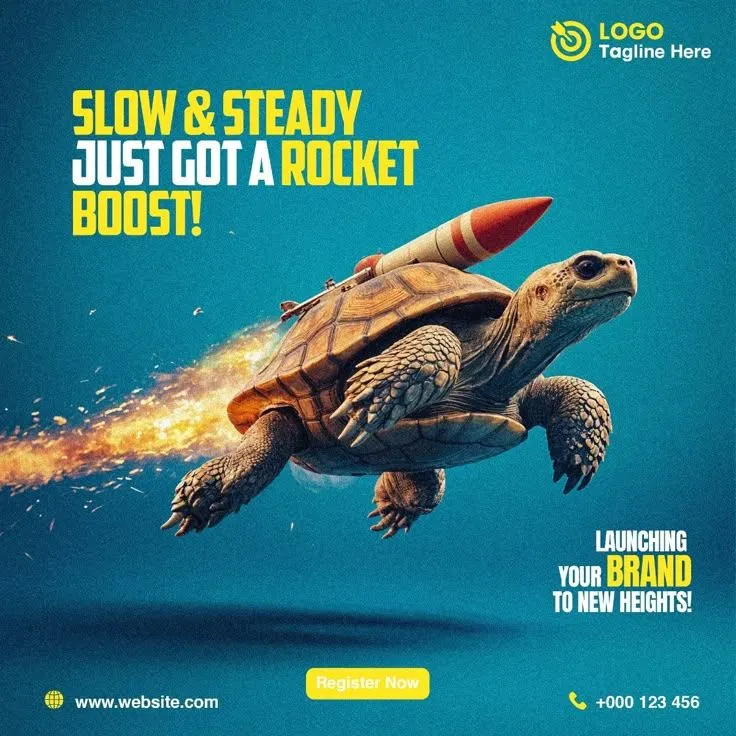 LOGO
Tagline Here
SLOW & STEADY
JUST GOT A ROCKET
BOOST!
LAUNCHING
YOUR BRAND
TO NEW HEIGHTS!
Register Now
www.website.com
+000 123 456